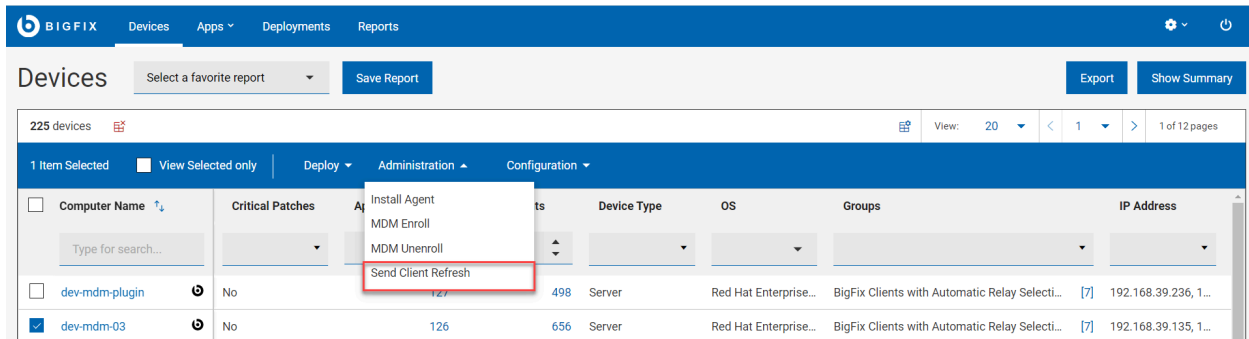 BIGFIX Devices Apps Deployments Reports
Devices Select a favorite report Save Report Export Show Summary
225 devices View: 20 1 1 of 12 pages
1 Item Selected View Selected only Deploy Administration Configuration
Computer Name Critical Patches Ap ts Device Type OS Groups IP Address
Install Agent
MDM Enroll
Type for search...
MDM Unenroll
Send Client Refresh
dev-mdm-plugin No 127 498 Server Red Hat Enterprise... BigFix Clients with Automatic Relay Selecti... [7] 192.168.39.236, 1...
dev-mdm-03 No 126 656 Server Red Hat Enterprise... BigFix Clients with Automatic Relay Selecti... [7] 192.168.39.135, 1...